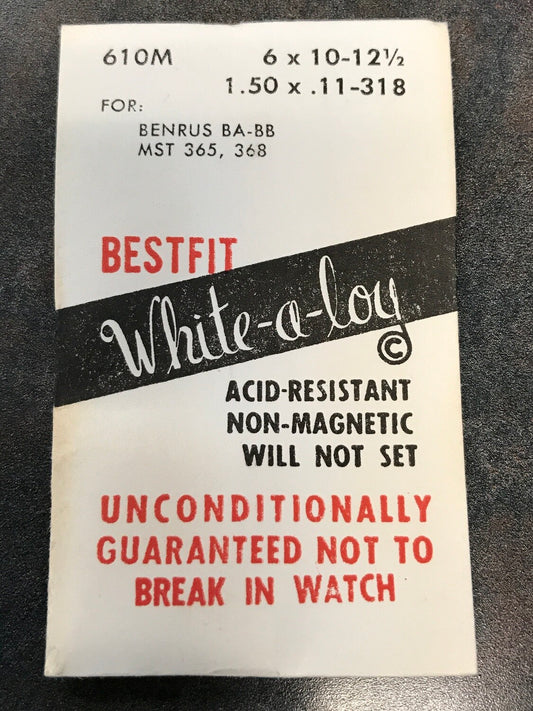 610M 6 x 10-12½
1.50 x .11-318
FOR:
BENRUS BA-BB
MST 365, 368
BESTFIT
White-a-loy
©
ACID-RESISTANT
NON-MAGNETIC
WILL NOT SET
UNCONDITIONALLY
GUARANTEED NOT TO
BREAK IN WATCH